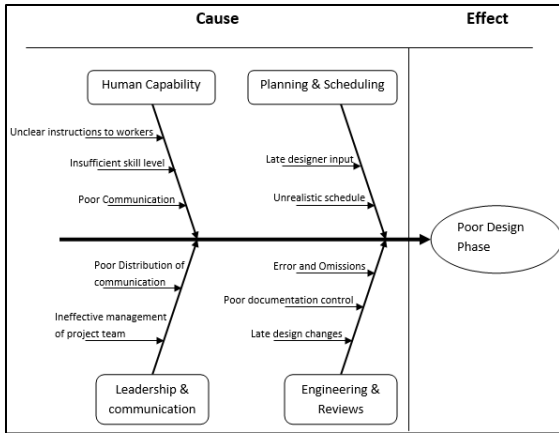 Cause
Effect
Human Capability
Planning & Scheduling
Unclear instructions to workers
Insufficient skill level
Poor Communication
Late designer input
Unrealistic schedule
Poor Design
Phase
Poor Distribution of
communication
Ineffective management
of project team
Error and Omissions
Poor documentation control
Late design changes
Leadership &
communication
Engineering &
Reviews